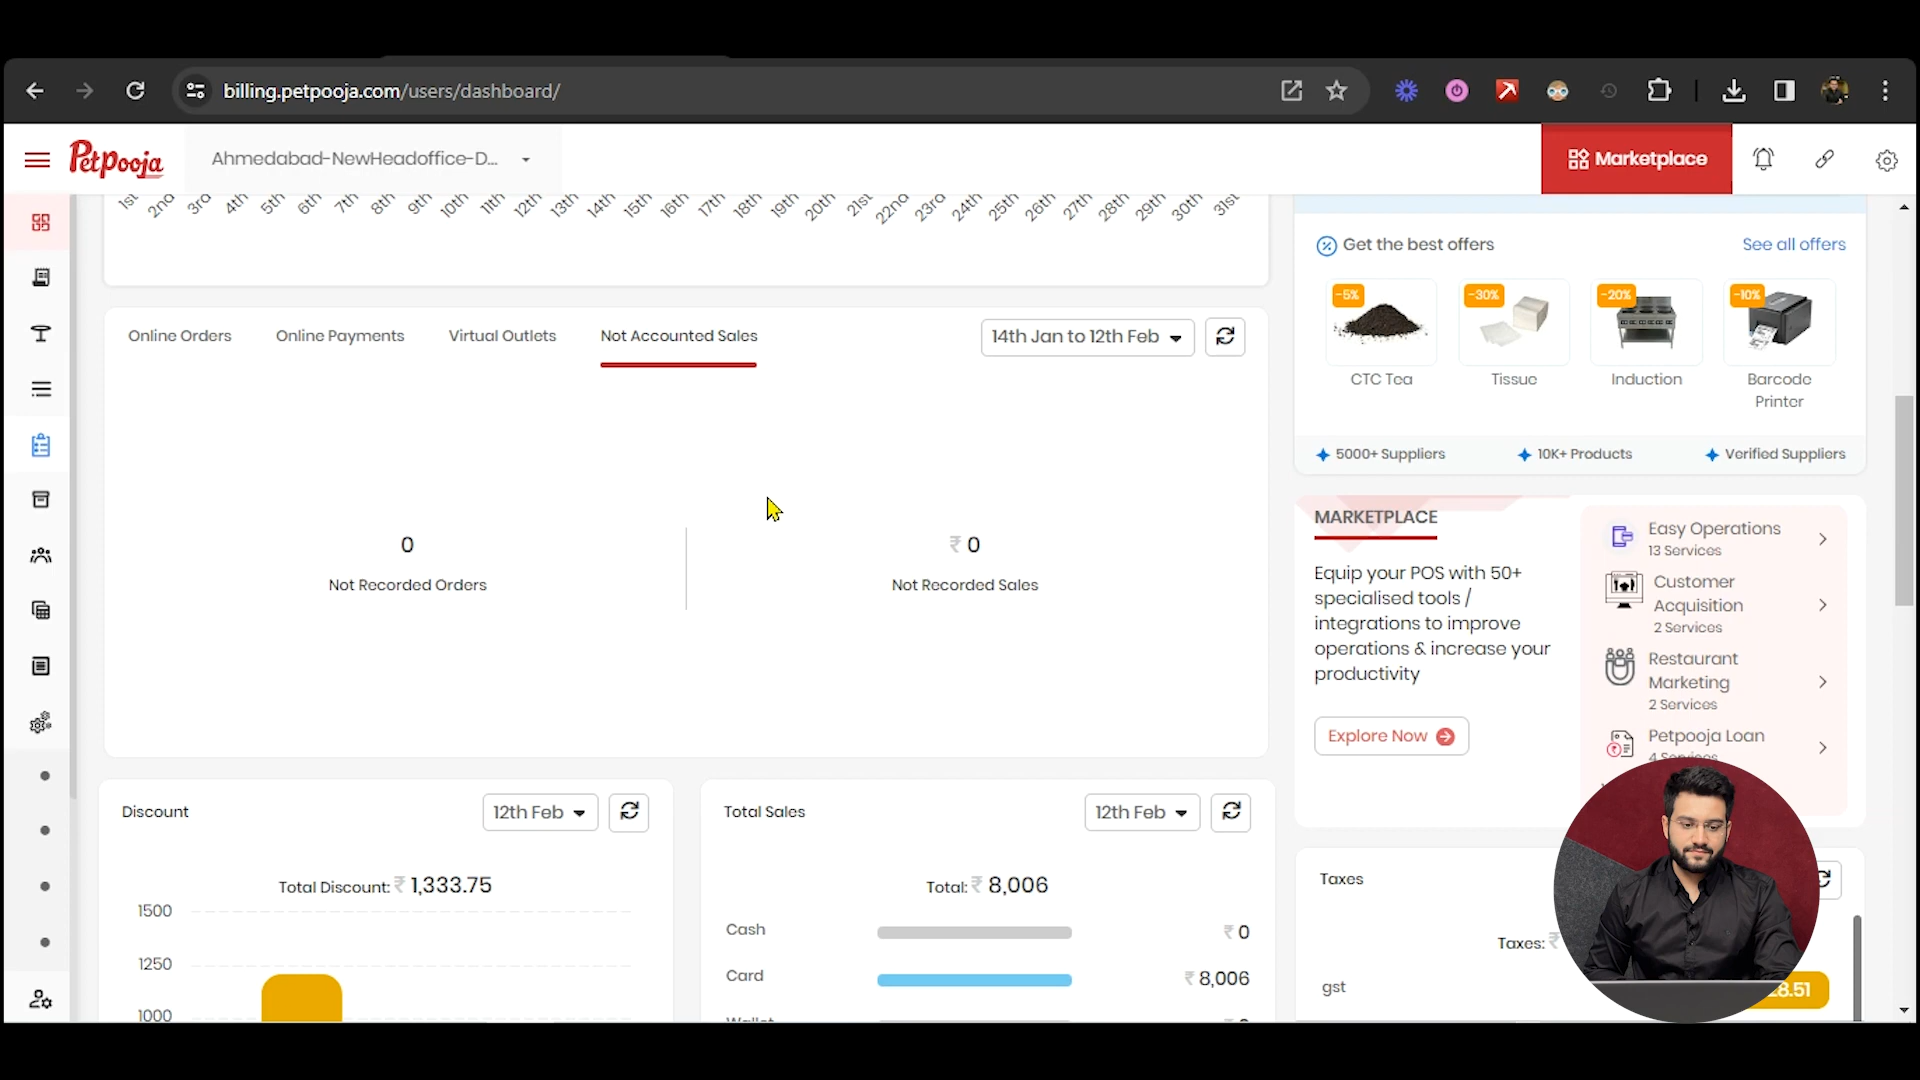 billing.petpooja.com/users/dashboard/
Petpooja
Ahmedabad-NewHeadoffice-D...
Marketplace
1st 2nd 3rd 4th 5th 6th 7th 8th 9th 10th 11th 12th 13th 14th 15th 16th 17th 18th 19th 20th 21st 22nd 23rd 24th 25th 26th 27th 28th 29th 30th 31st
Online Orders
Online Payments
Virtual Outlets
Not Accounted Sales
14th Jan to 12th Feb
0
Not Recorded Orders
₹ 0
Not Recorded Sales
Discount
12th Feb
Total Discount: ₹ 1,333.75
1500
1250
1000
Total Sales
12th Feb
Total: ₹ 8,006
Cash
₹ 0
Card
₹ 8,006
Get the best offers
See all offers
-5%
-30%
-20%
-10%
CTC Tea
Tissue
Induction
Barcode
Printer
5000+ Suppliers
10K+ Products
Verified Suppliers
MARKETPLACE
Equip your POS with 50+
specialised tools /
integrations to improve
operations & increase your
productivity
Explore Now
Easy Operations
13 Services
Customer
Acquisition
2 Services
Restaurant
Marketing
2 Services
Petpooja Loan
4 Services
Taxes
Taxes: ₹
gst
8.51